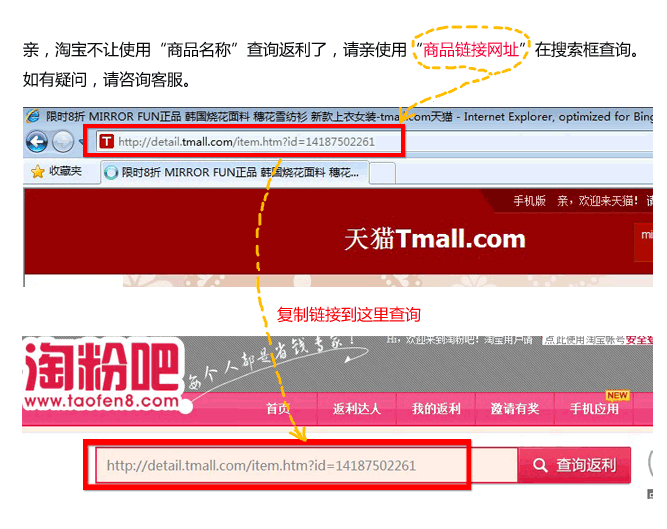 亲，淘宝不让使用“商品名称”查询返利了，请亲使用“商品链接网址”在搜索框查询。
如有疑问，请咨询客服。
限时8折 MIRROR FUN正品 韩国烧花面料 穗花雪纺衫 新款上衣女装-tmall.com天猫 - Internet Explorer, optimized for Bing
http://detail.tmall.com/item.htm?id=14187502261
收藏夹
限时8折 MIRROR FUN正品 韩国烧花面料 穗花...
手机版 亲，欢迎来天猫！请
天猫Tmall.com
mi
复制链接到这里查询
Hi，欢迎来到淘粉吧！淘宝用户请 点此使用淘宝帐号安全登
每个人都是省钱专家！
淘粉吧
www.taofen8.com
首页 返利达人 我的返利 邀请有奖 手机应用 NEW
http://detail.tmall.com/item.htm?id=14187502261 查询返利